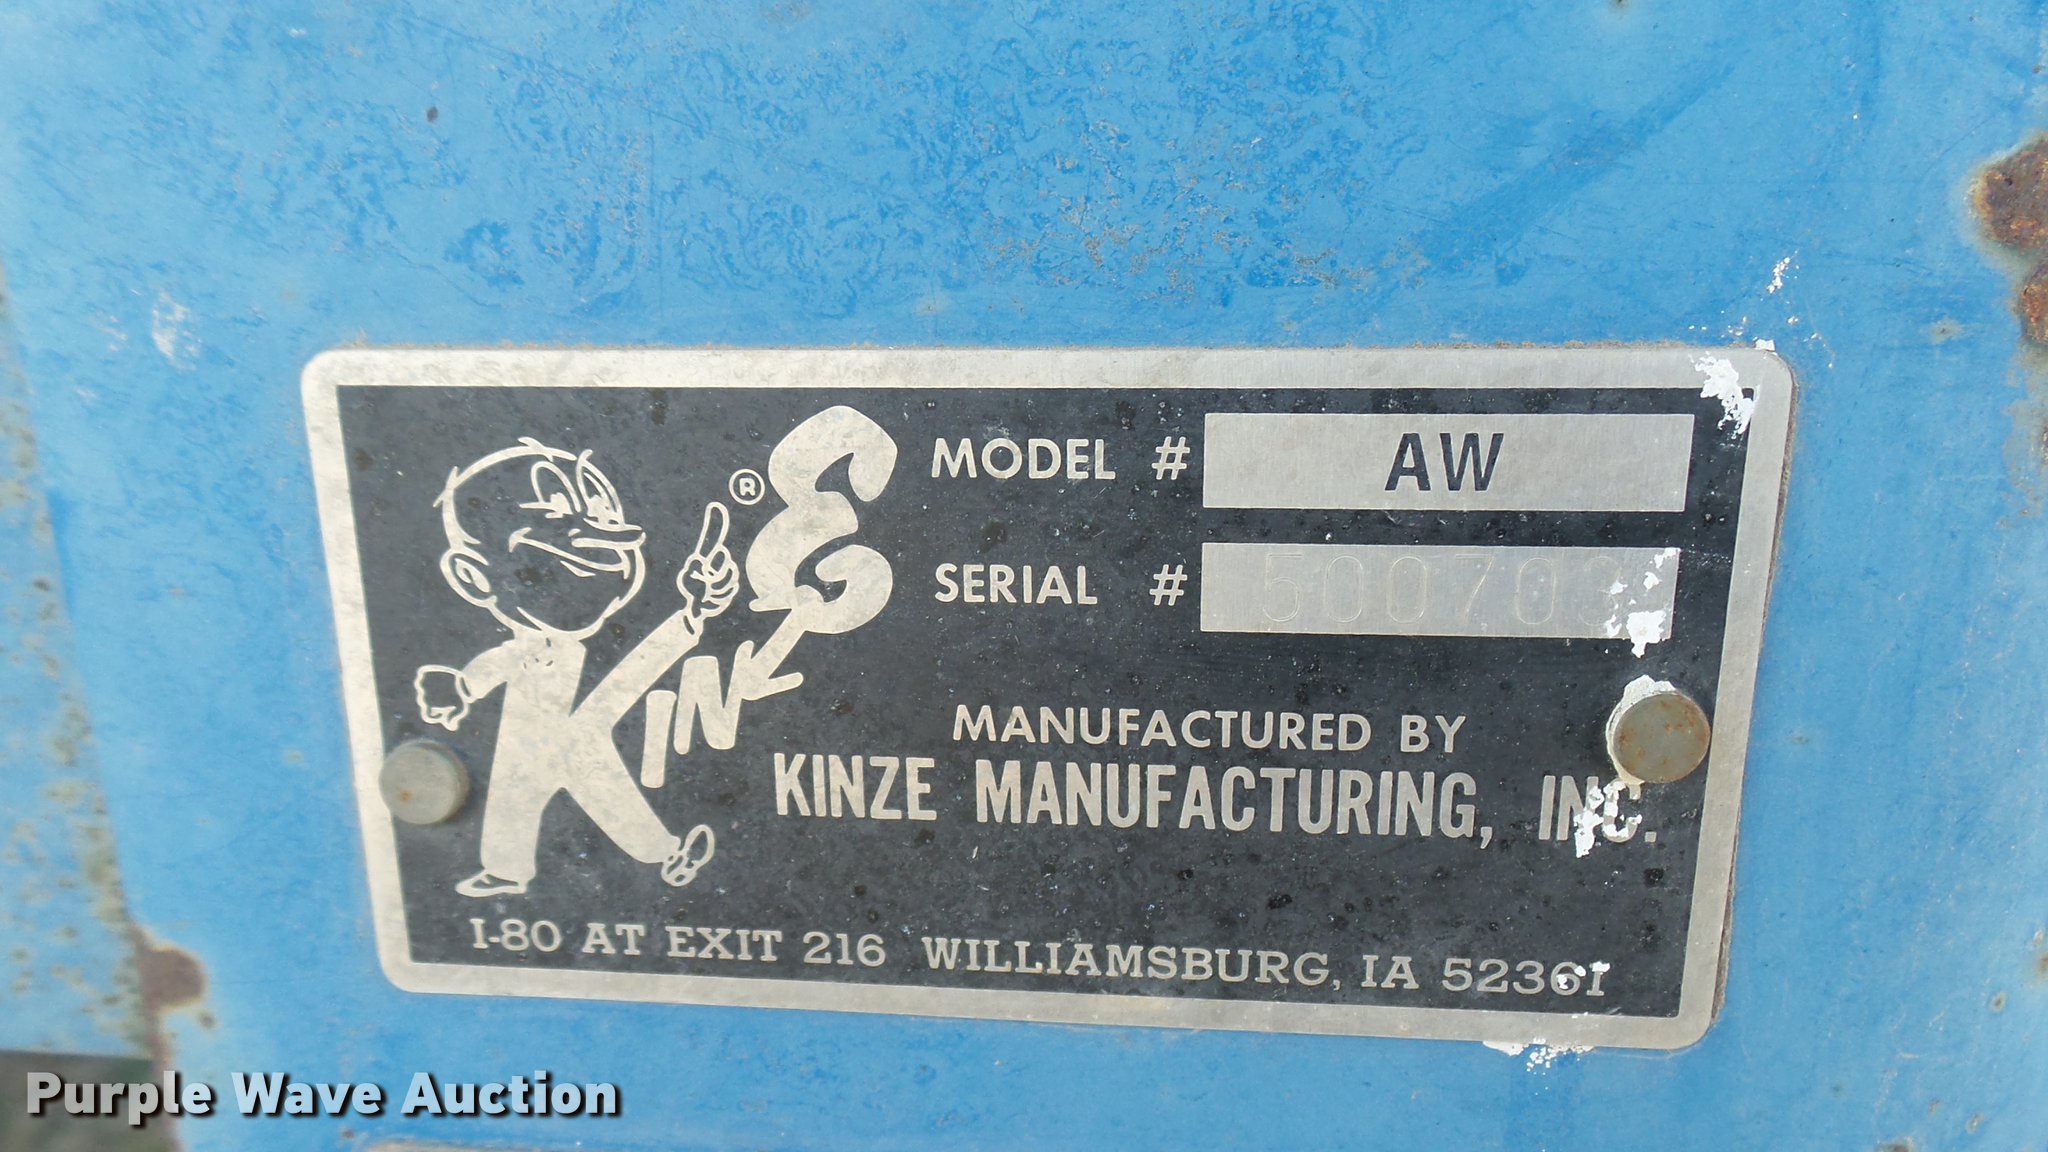 KINZE®
MODEL # AW
SERIAL #
MANUFACTURED BY
KINZE MANUFACTURING, INC.
I-80 AT EXIT 216 WILLIAMSBURG, IA 52361
Purple Wave Auction